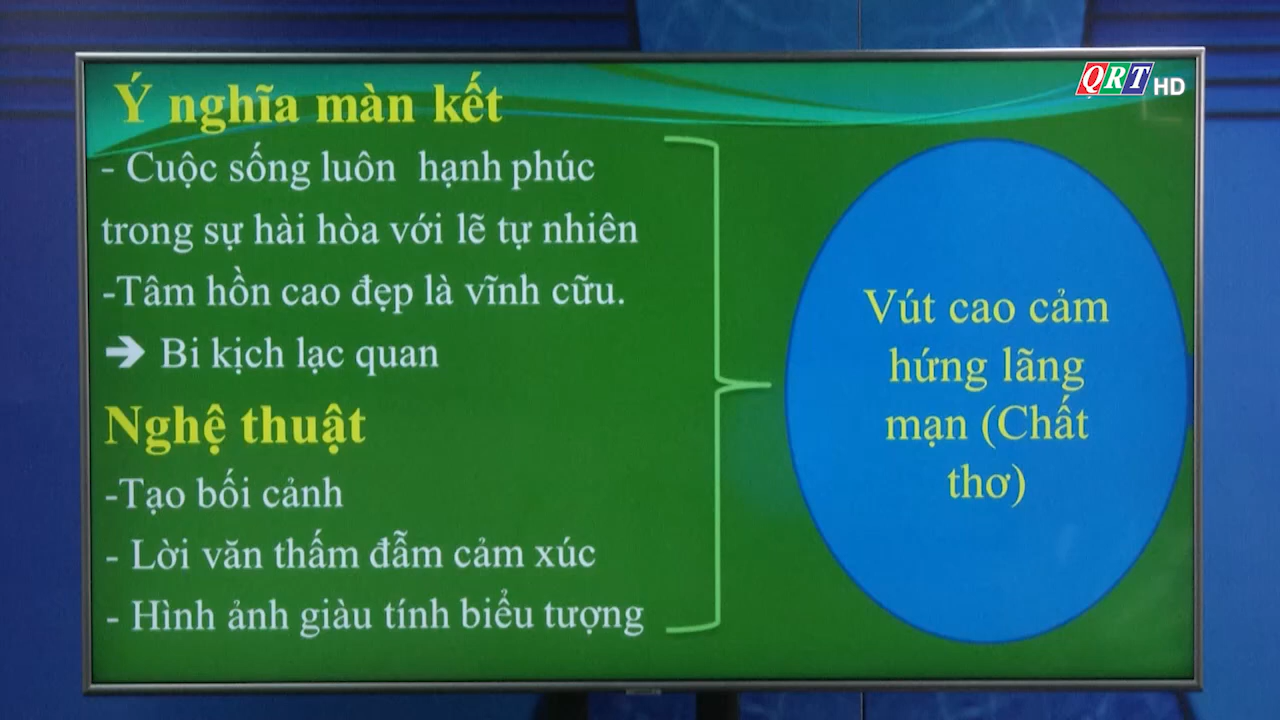 QRT HD
Ý nghĩa màn kết
- Cuộc sống luôn hạnh phúc
trong sự hài hòa với lẽ tự nhiên
-Tâm hồn cao đẹp là vĩnh cữu.
➔ Bi kịch lạc quan
Nghệ thuật
-Tạo bối cảnh
- Lời văn thấm đẫm cảm xúc
- Hình ảnh giàu tính biểu tượng
Vút cao cảm
hứng lãng
mạn (Chất
thơ)